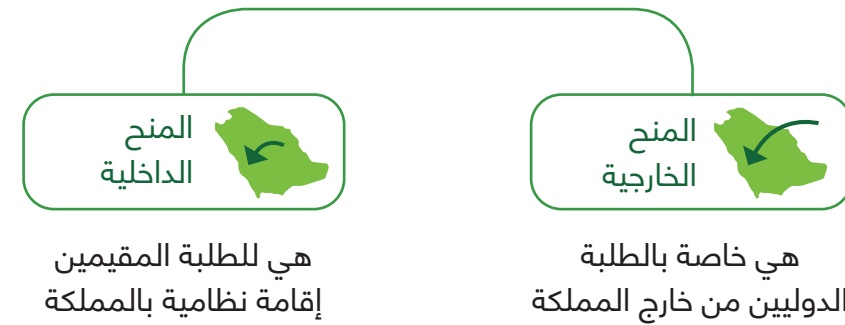 المنح
الخارجية
هي خاصة بالطلبة
الدوليين من خارج المملكة
المنح
الداخلية
هي للطلبة المقيمين
إقامة نظامية بالمملكة